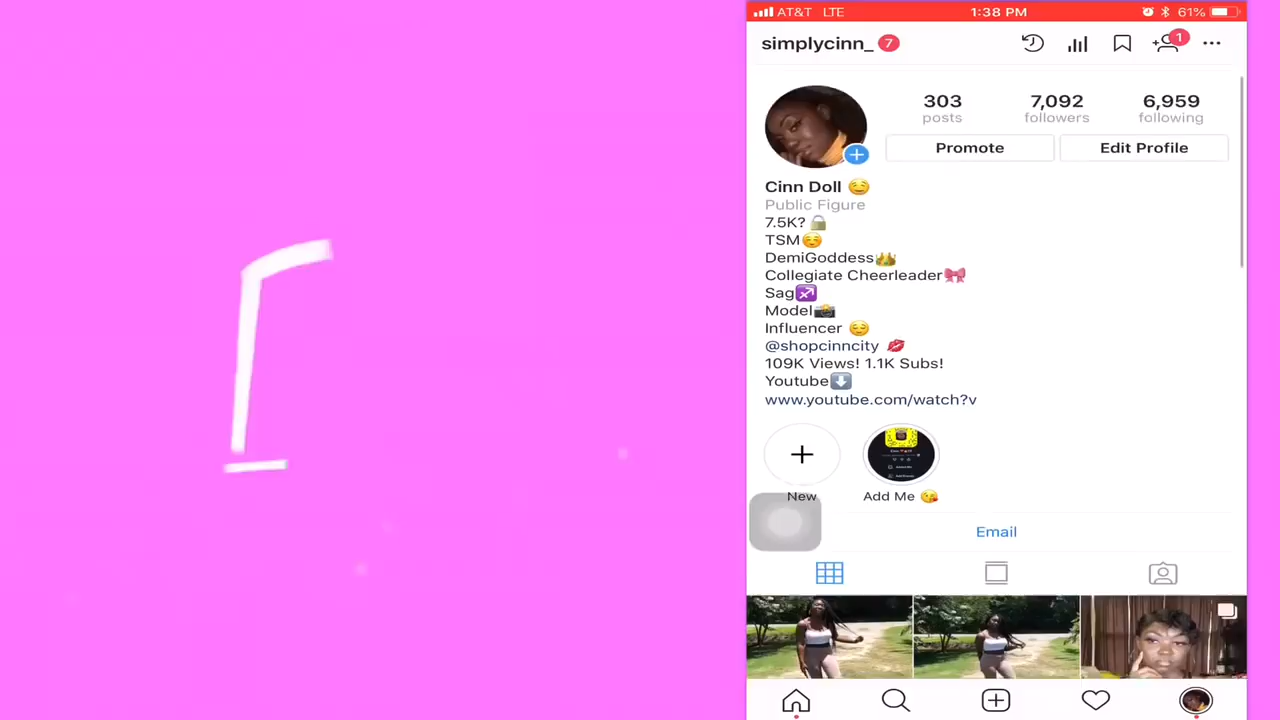 AT&T LTE 1:38 PM 61%
simplycinn_ 7
1
303 7,092 6,959
posts followers following
Promote Edit Profile
Cinn Doll
Public Figure
7.5K?
TSM
DemiGoddess
Collegiate Cheerleader
Sag
Model
Influencer
@shopcinncity
109K Views! 1.1K Subs!
Youtube
www.youtube.com/watch?v
New Add Me
Email